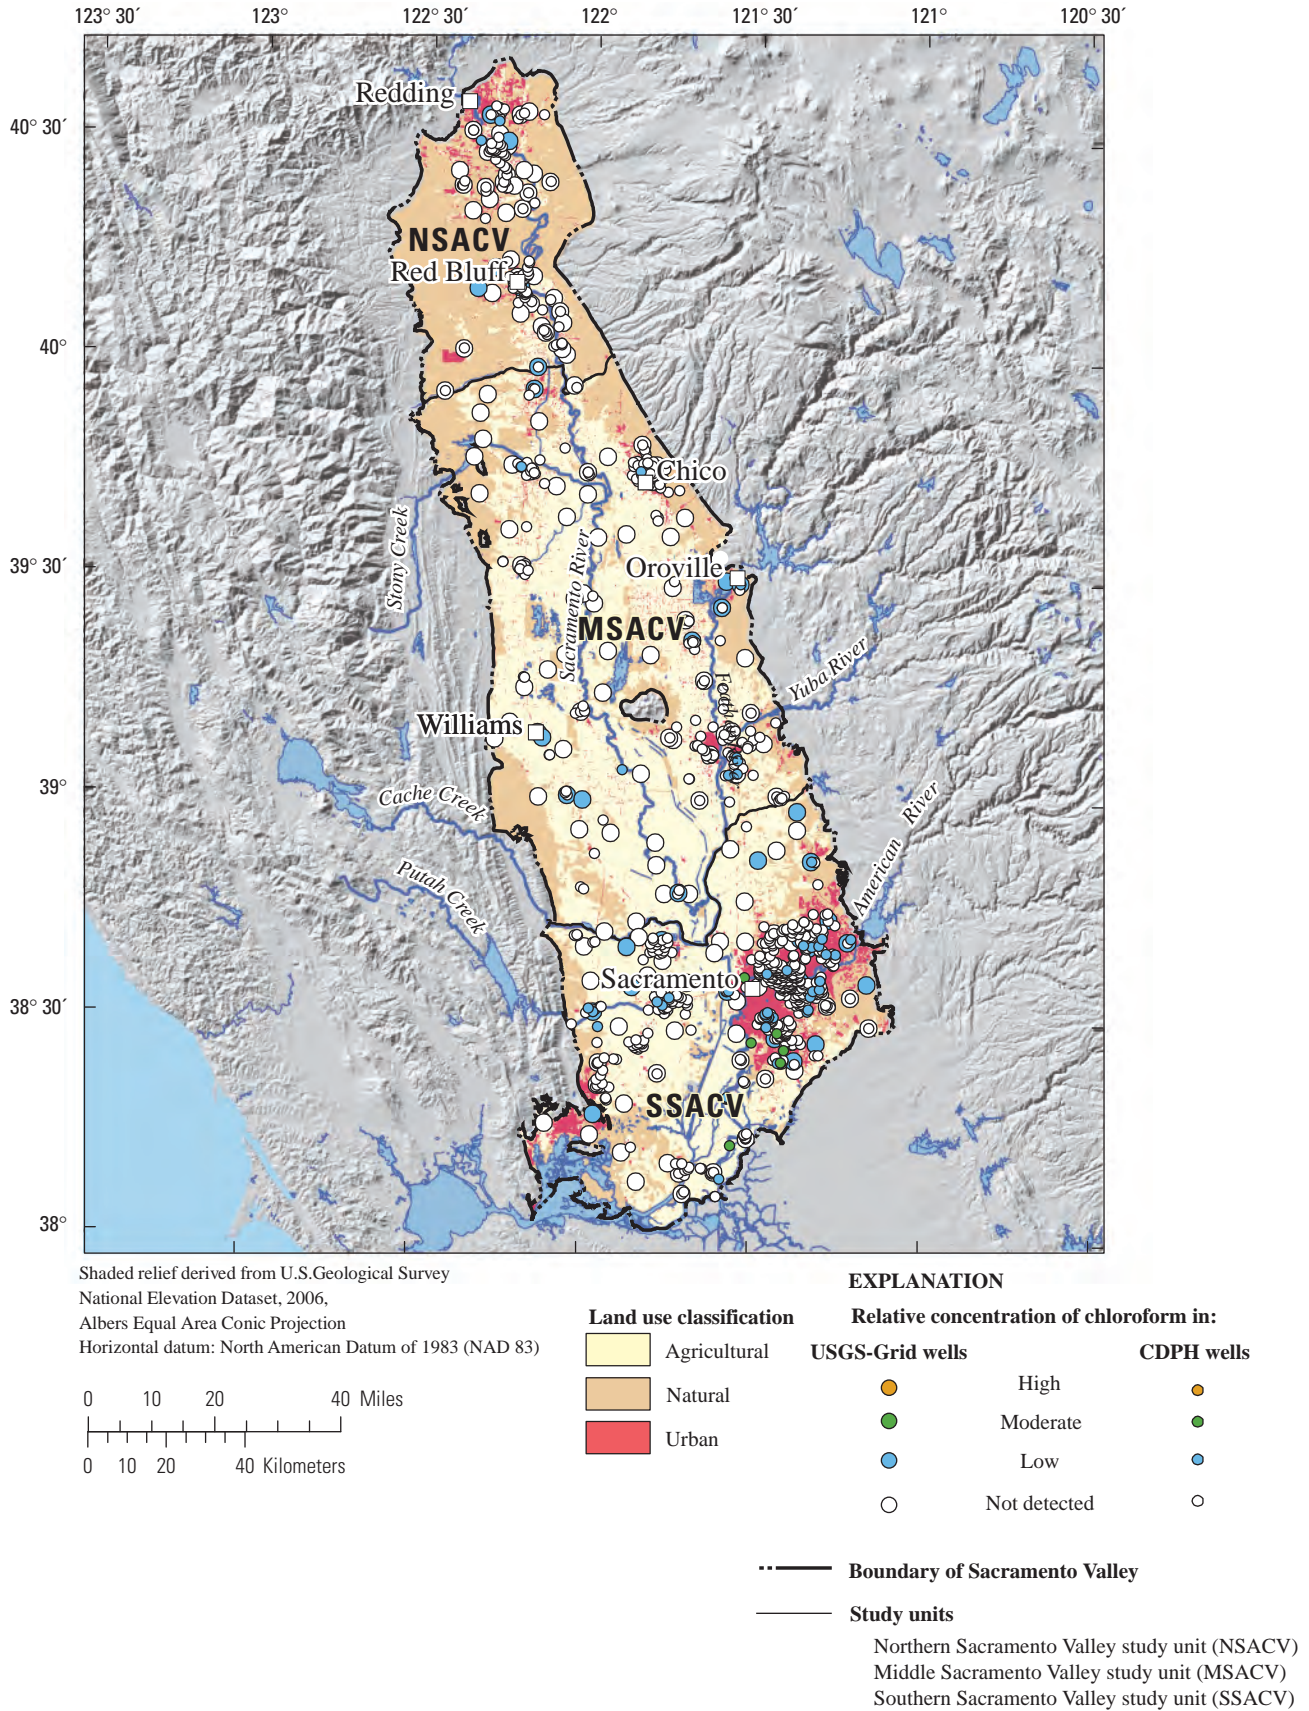 123° 30´ 123° 122° 30´ 122° 121° 30´ 121° 120° 30´
Redding
40° 30´
NSACV
Red Bluff
40°
Chico
Stony Creek
Sacramento River
39° 30´
Oroville
MSACV
Yuba River
Williams
39°
Cache Creek
American River
Putah Creek
Sacramento
38° 30´
SSACV
38°
Shaded relief derived from U.S.Geological Survey
National Elevation Dataset, 2006,
Albers Equal Area Conic Projection
Horizontal datum: North American Datum of 1983 (NAD 83)
0 10 20 40 Miles
0 10 20 40 Kilometers
EXPLANATION
Land use classification
Agricultural
Natural
Urban
Relative concentration of chloroform in:
USGS-Grid wells CDPH wells
High
Moderate
Low
Not detected
Boundary of Sacramento Valley
Study units
Northern Sacramento Valley study unit (NSACV)
Middle Sacramento Valley study unit (MSACV)
Southern Sacramento Valley study unit (SSACV)